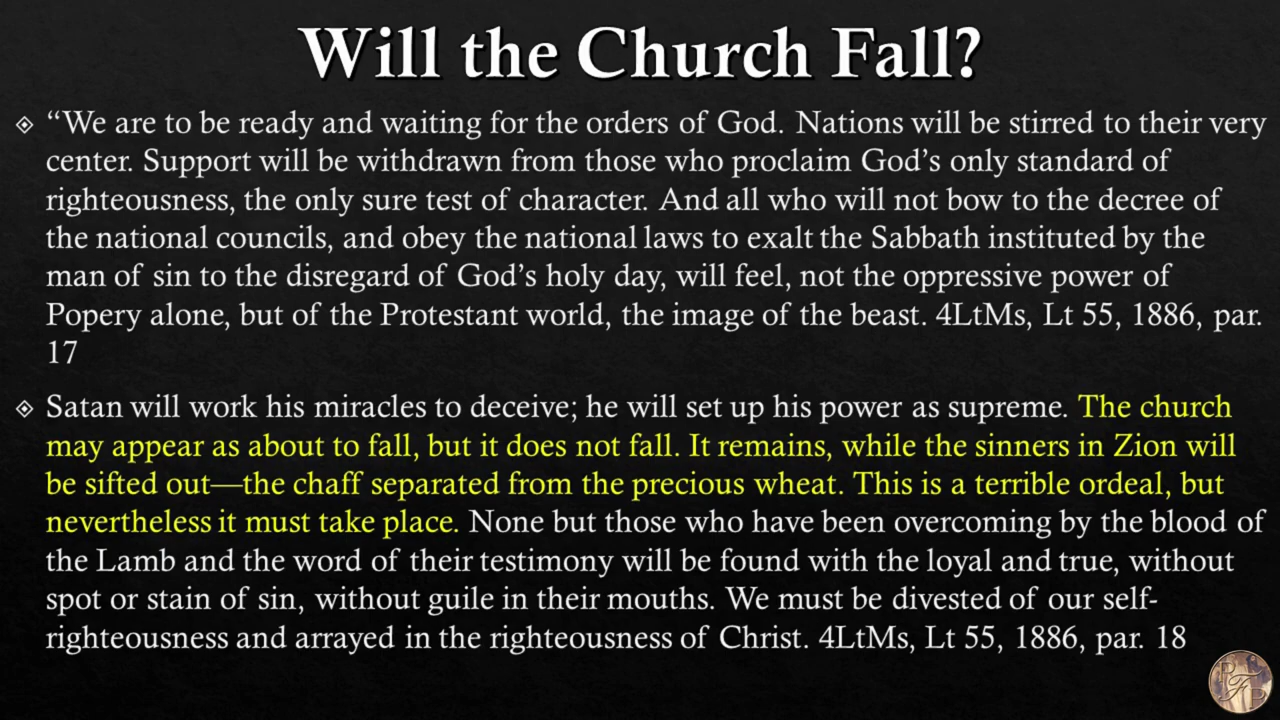 Will the Church Fall?
“We are to be ready and waiting for the orders of God. Nations will be stirred to their very
center. Support will be withdrawn from those who proclaim God’s only standard of
righteousness, the only sure test of character. And all who will not bow to the decree of
the national councils, and obey the national laws to exalt the Sabbath instituted by the
man of sin to the disregard of God’s holy day, will feel, not the oppressive power of
Popery alone, but of the Protestant world, the image of the beast. 4LtMs, Lt 55, 1886, par.
17
Satan will work his miracles to deceive; he will set up his power as supreme. The church
may appear as about to fall, but it does not fall. It remains, while the sinners in Zion will
be sifted out—the chaff separated from the precious wheat. This is a terrible ordeal, but
nevertheless it must take place. None but those who have been overcoming by the blood of
the Lamb and the word of their testimony will be found with the loyal and true, without
spot or stain of sin, without guile in their mouths. We must be divested of our self-
righteousness and arrayed in the righteousness of Christ. 4LtMs, Lt 55, 1886, par. 18